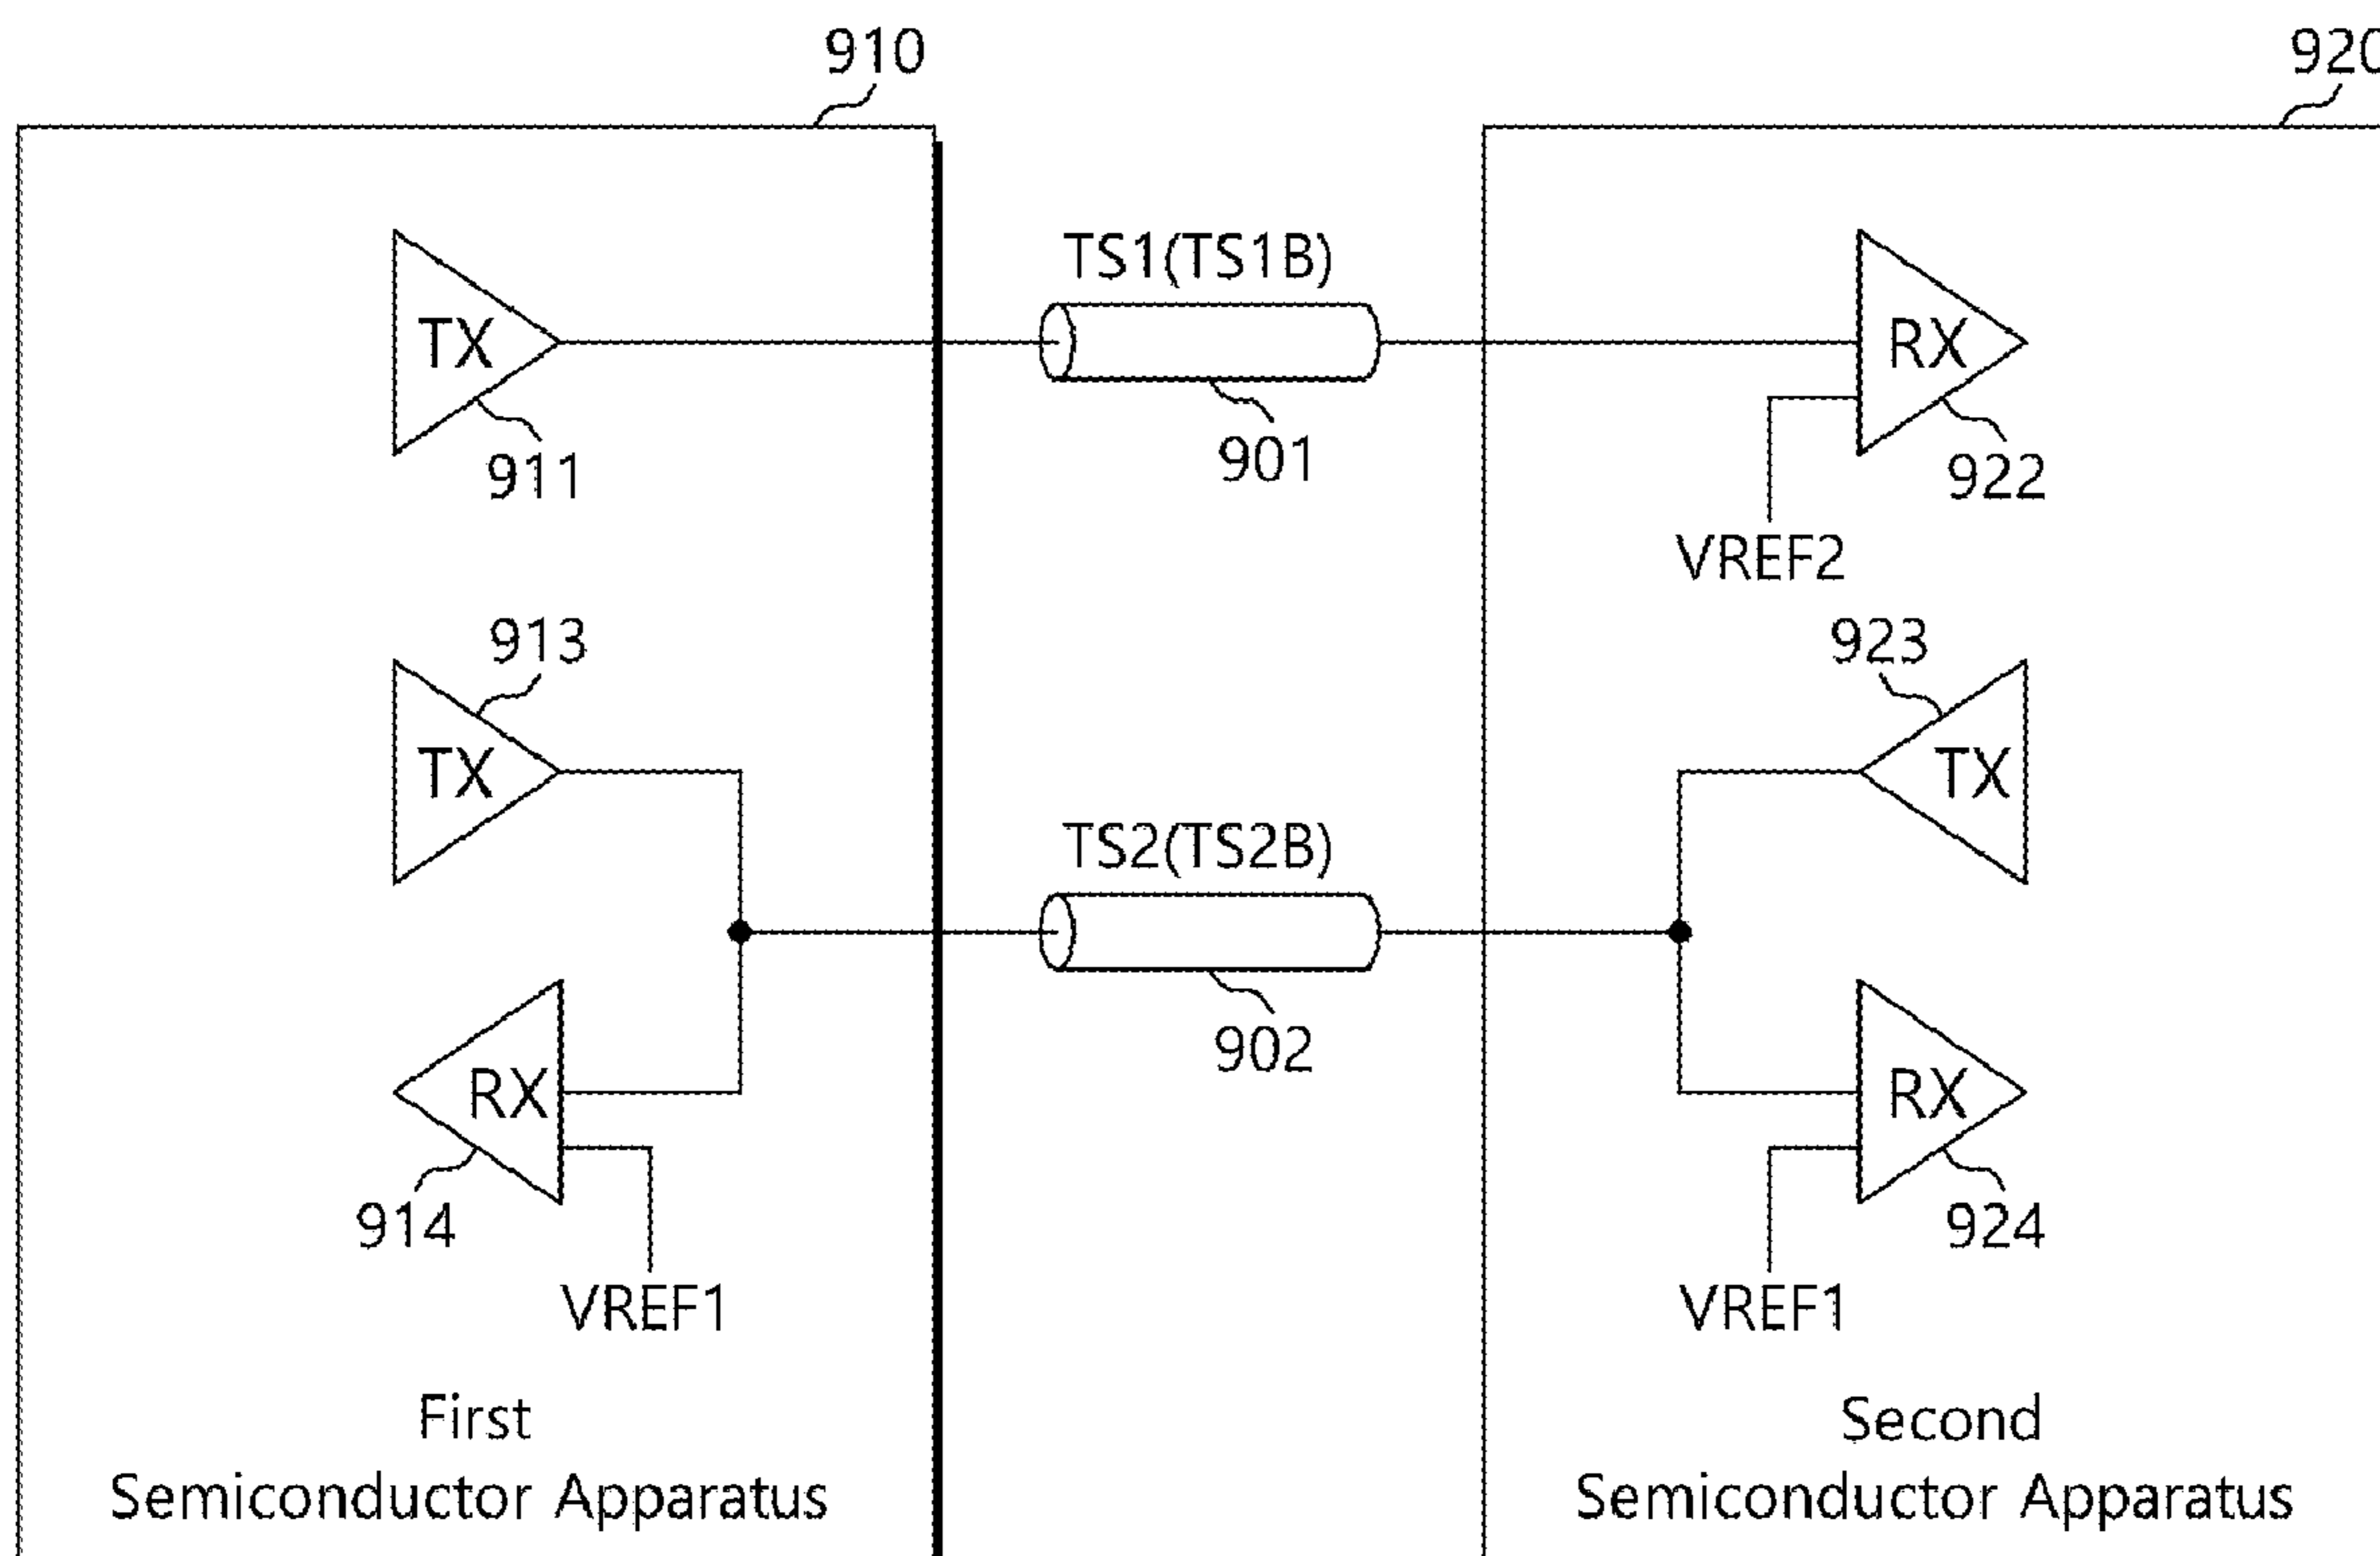 910
920
TS1(TS1B)
TX
RX
911
901
922
VREF2
913
923
TX
TX
TS2(TS2B)
902
RX
RX
914
924
VREF1
VREF1
First
Semiconductor Apparatus
Second
Semiconductor Apparatus